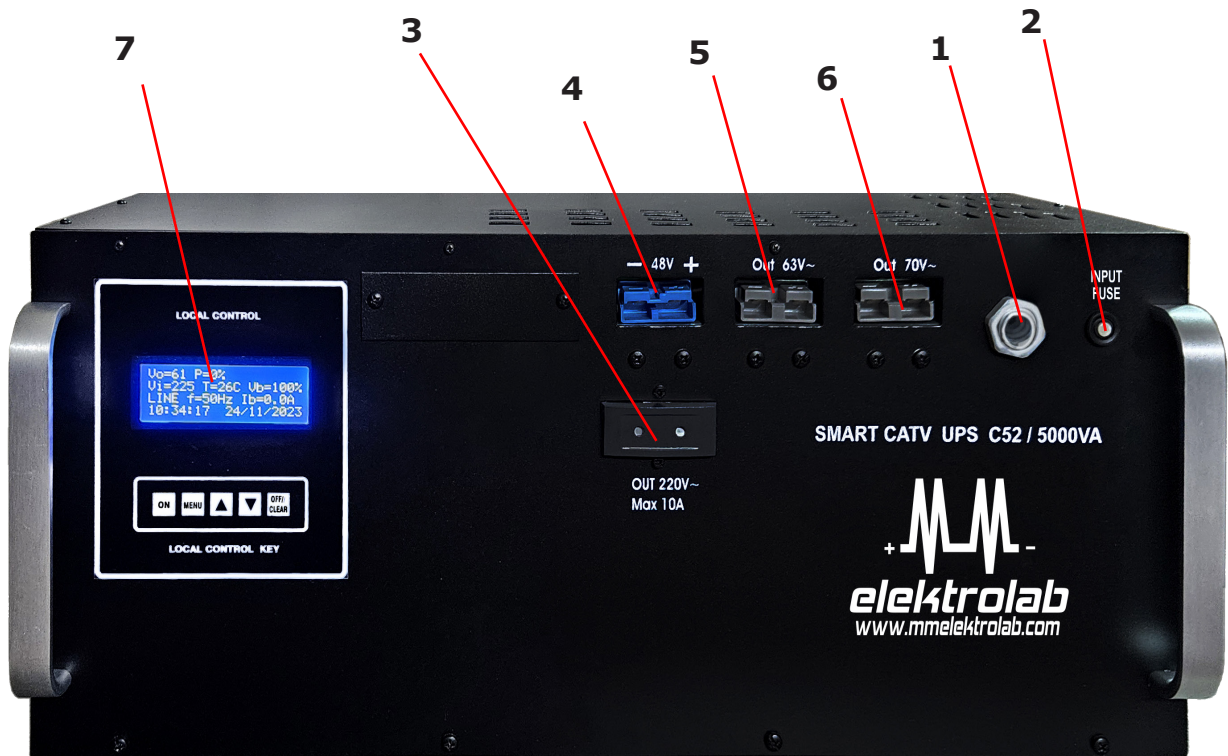 7
3
4
5
6
1
2
LOCAL CONTROL
Vo=61 P=0%
Vi=225 T=26C Vb=100%
LINE f=50Hz Ib=0.0A
10:34:17 24/11/2023
ON MENU OFF/
CLEAR
LOCAL CONTROL KEY
− 48V +
Out 63V~
Out 70V~
INPUT
FUSE
OUT 220V~
Max 10A
SMART CATV UPS C52 / 5000VA
+ MM -
elektrolab
www.mmelektrolab.com